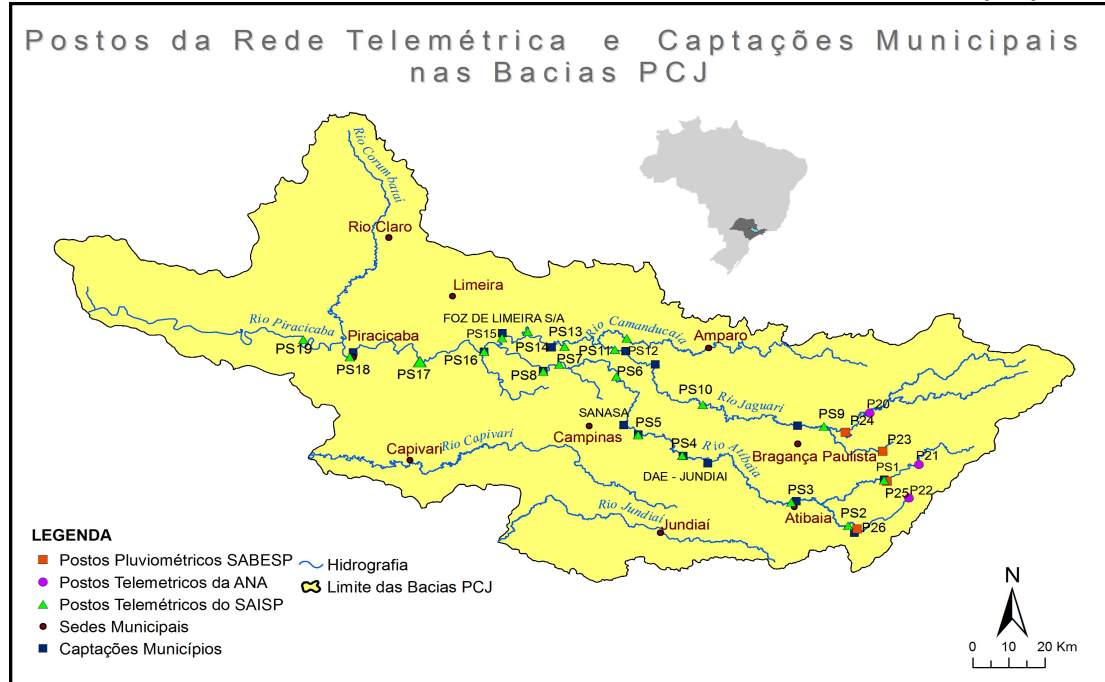 Postos da Rede Telemétrica e Captações Municipais
nas Bacias PCJ
Rio Corumbataí
Rio Claro
Limeira
FOZ DE LIMEIRA S/A
Rio Piracicaba
Piracicaba
PS19
PS18
PS17
PS16
PS15
PS14
PS13
Rio Camanducaia
Amparo
PS11
PS12
PS7
PS8
PS6
PS10
Rio Jaguari
PS9
P20
P24
P23
Bragança Paulista
P21
PS1
P25
P22
SANASA
PS5
Campinas
PS4
Rio Atibaia
DAE - JUNDIAI
PS3
Atibaia
PS2
P26
Capivari
Rio Capivari
Rio Jundiaí
Jundiaí
LEGENDA
Postos Pluviométricos SABESP
Postos Telemetricos da ANA
Postos Telemétricos do SAISP
Sedes Municipais
Captações Municípios
Hidrografia
Limite das Bacias PCJ
N
0 10 20 Km